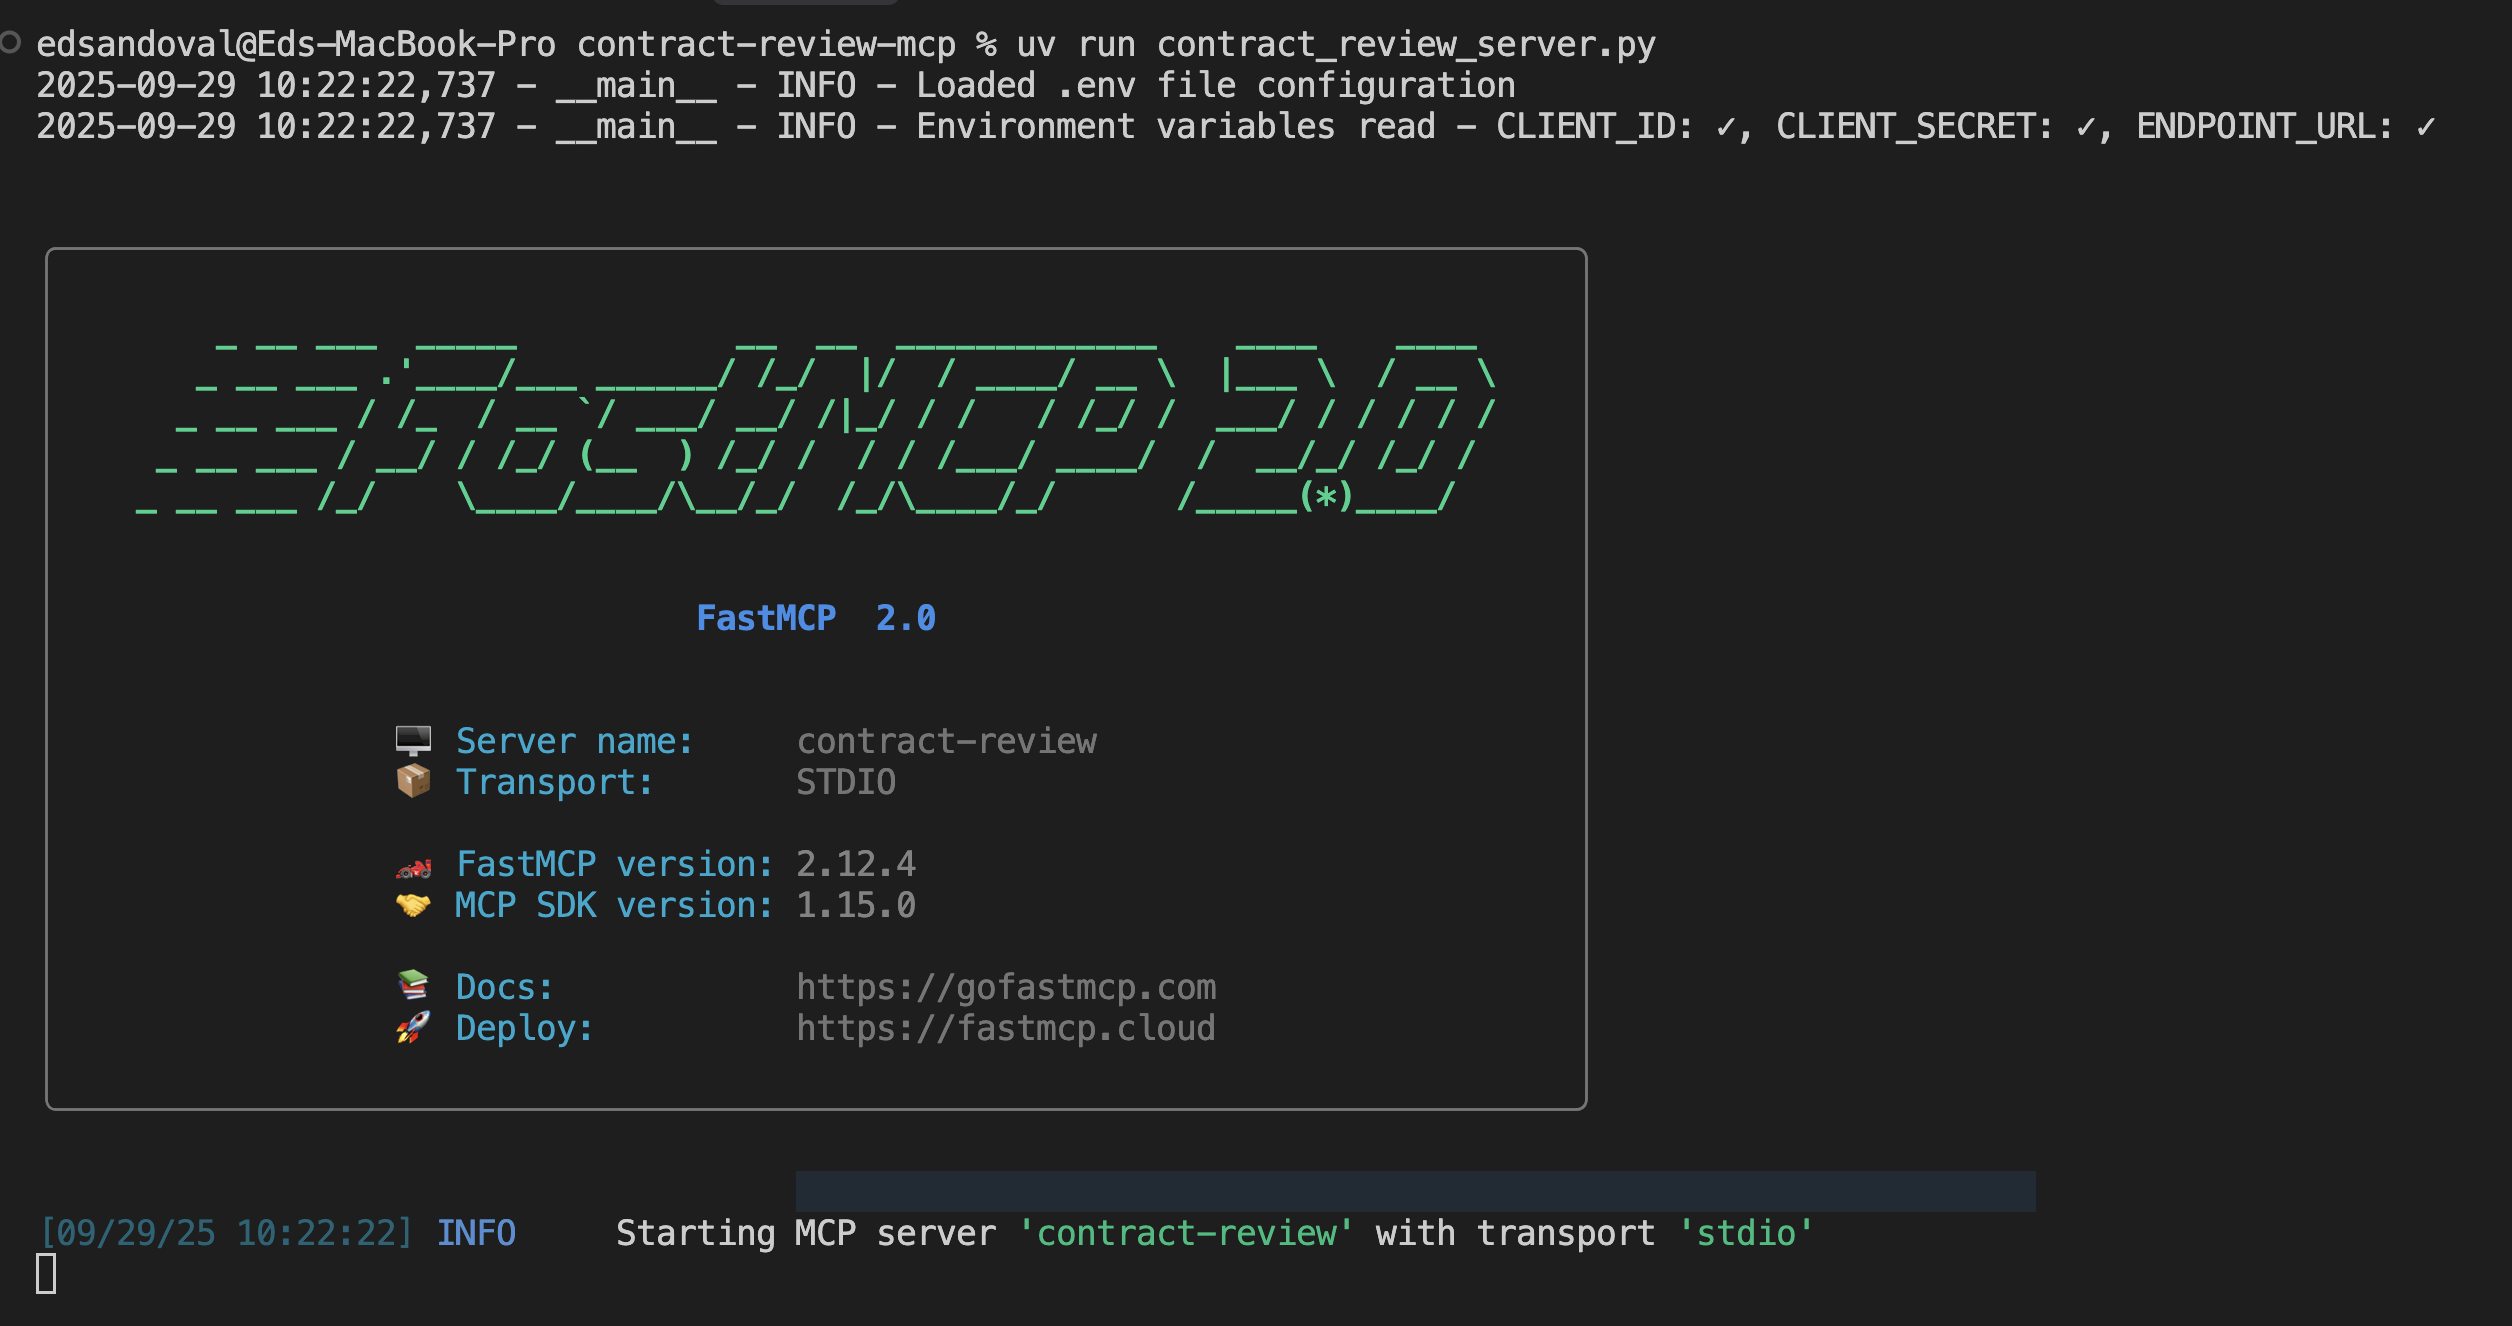 edsandoval@Eds-MacBook-Pro contract-review-mcp % uv run contract_review_server.py
2025-09-29 10:22:22,737 - __main__ - INFO - Loaded .env file configuration
2025-09-29 10:22:22,737 - __main__ - INFO - Environment variables read - CLIENT_ID: ✓, CLIENT_SECRET: ✓, ENDPOINT_URL: ✓
FastMCP 2.0
FastMCP  2.0
🖥️ Server name: contract-review
📦 Transport: STDIO
🏎️ FastMCP version: 2.12.4
🤝 MCP SDK version: 1.15.0
📚 Docs: https://gofastmcp.com
🚀 Deploy: https://fastmcp.cloud
[09/29/25 10:22:22] INFO Starting MCP server 'contract-review' with transport 'stdio'